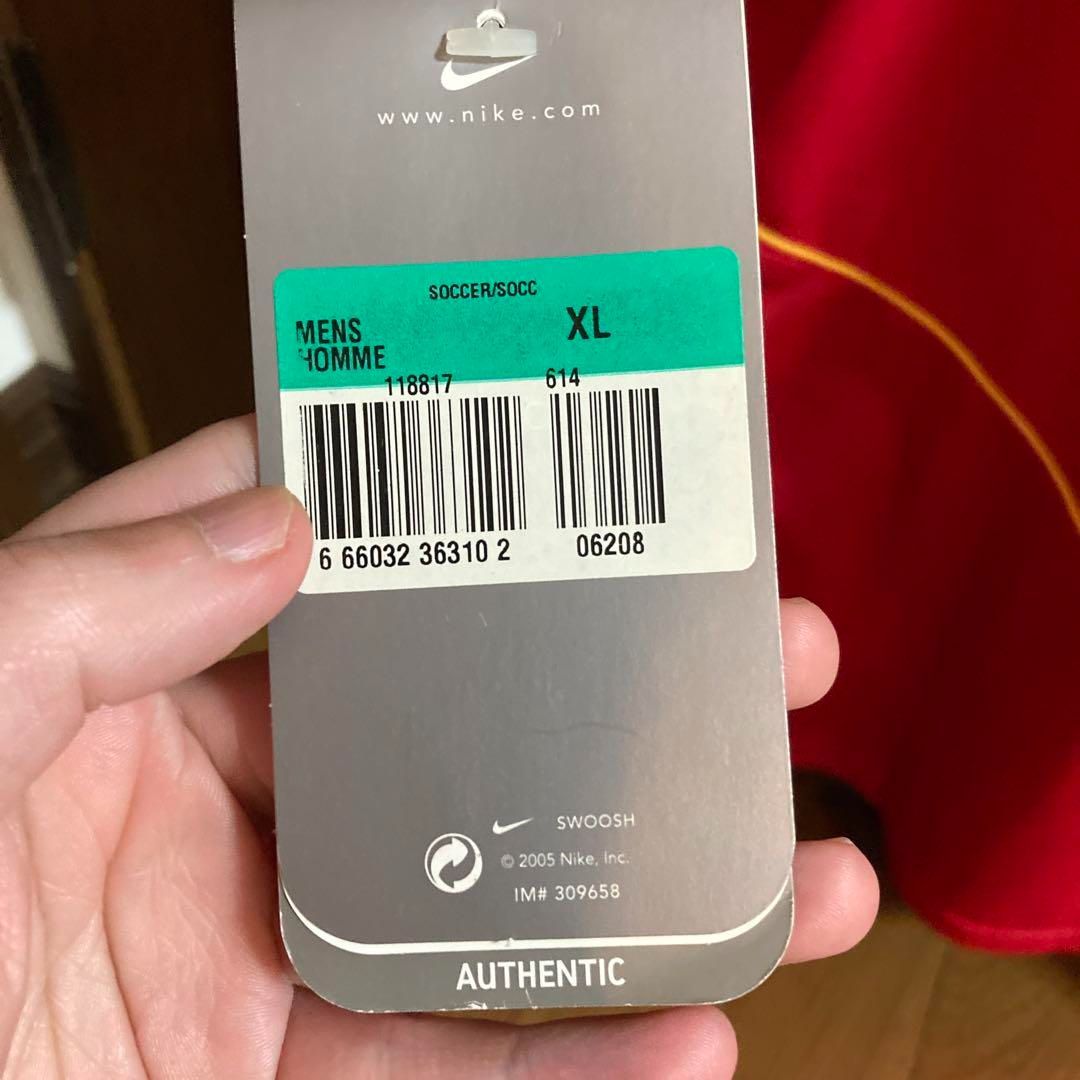 www.nike.com
SOCCER/SOCC
MENS XL
HOMME
118817 614
6 66032 36310 2 06208
SWOOSH
© 2005 Nike, Inc.
IM# 309658
AUTHENTIC